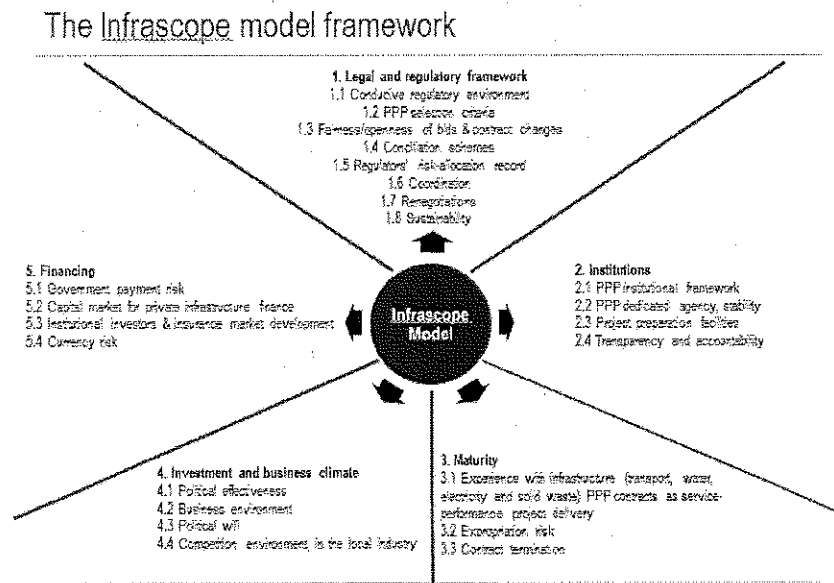 The Infrascope model framework
1. Legal and regulatory framework
1.1 Conducive regulatory environment
1.2 PPP selection criteria
1.3 Fairness/openness of bids & contract changes
1.4 Conciliation schemes
1.5 Regulators' risk-allocation record
1.6 Coordination
1.7 Renegotiations
1.8 Sustainability
5. Financing
5.1 Government payment risk
5.2 Capital market for private infrastructure finance
5.3 Institutional investors & insurance market development
5.4 Currency risk
Infrascope
Model
2. Institutions
2.1 PPP institutional framework
2.2 PPP dedicated agency, stability
2.3 Project preparation facilities
2.4 Transparency and accountability
4. Investment and business climate
4.1 Political effectiveness
4.2 Business environment
4.3 Political will
4.4 Competition environment in the local industry
3. Maturity
3.1 Experience with infrastructure (transport, water,
electricity and solid waste) PPP contracts as service-
performance project delivery
3.2 Expropriation risk
3.3 Contract termination